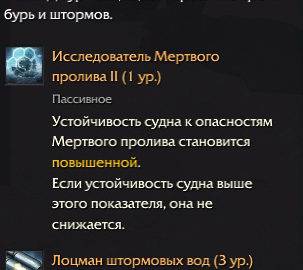 бурь и штормов.
Исследователь Мертвого
пролива II (1 ур.)
Пассивное
Устойчивость судна к опасностям
Мертвого пролива становится
повышенной.
Если устойчивость судна выше
этого показателя, она не
снижается.
Лоцман штормовых вод (3 ур.)